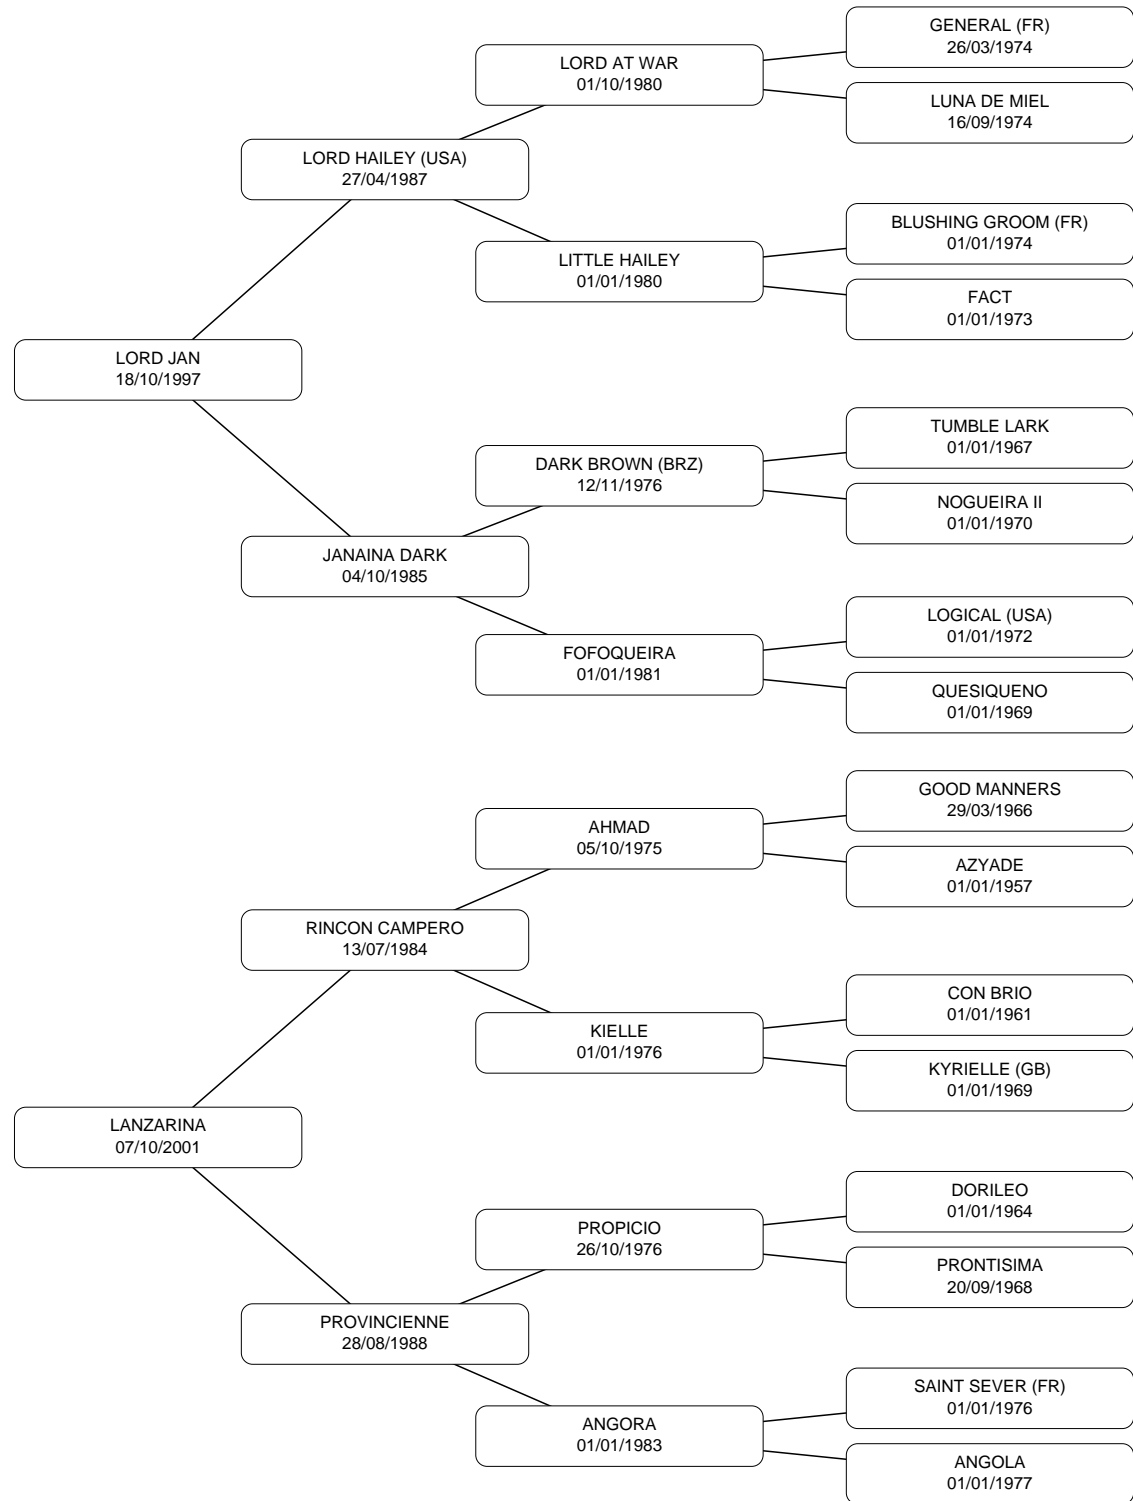 GENERAL (FR)
26/03/1974
LORD AT WAR
01/10/1980
LUNA DE MIEL
16/09/1974
LORD HAILEY (USA)
27/04/1987
BLUSHING GROOM (FR)
01/01/1974
LITTLE HAILEY
01/01/1980
FACT
01/01/1973
LORD JAN
18/10/1997
TUMBLE LARK
01/01/1967
DARK BROWN (BRZ)
12/11/1976
NOGUEIRA II
01/01/1970
JANAINA DARK
04/10/1985
LOGICAL (USA)
01/01/1972
FOFOQUEIRA
01/01/1981
QUESIQUENO
01/01/1969
GOOD MANNERS
29/03/1966
AHMAD
05/10/1975
AZYADE
01/01/1957
RINCON CAMPERO
13/07/1984
CON BRIO
01/01/1961
KIELLE
01/01/1976
KYRIELLE (GB)
01/01/1969
LANZARINA
07/10/2001
DORILEO
01/01/1964
PROPICIO
26/10/1976
PRONTISIMA
20/09/1968
PROVINCIENNE
28/08/1988
SAINT SEVER (FR)
01/01/1976
ANGORA
01/01/1983
ANGOLA
01/01/1977